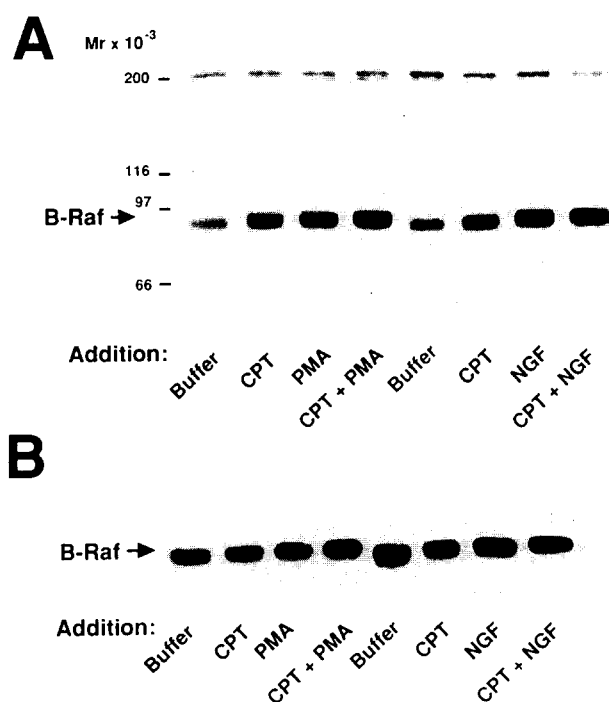 A
Mr x 10⁻³
200
116
97
B-Raf
66
Addition:
Buffer
CPT
PMA
CPT + PMA
Buffer
CPT
NGF
CPT + NGF
B
B-Raf
Addition:
Buffer
CPT
PMA
CPT + PMA
Buffer
CPT
NGF
CPT + NGF